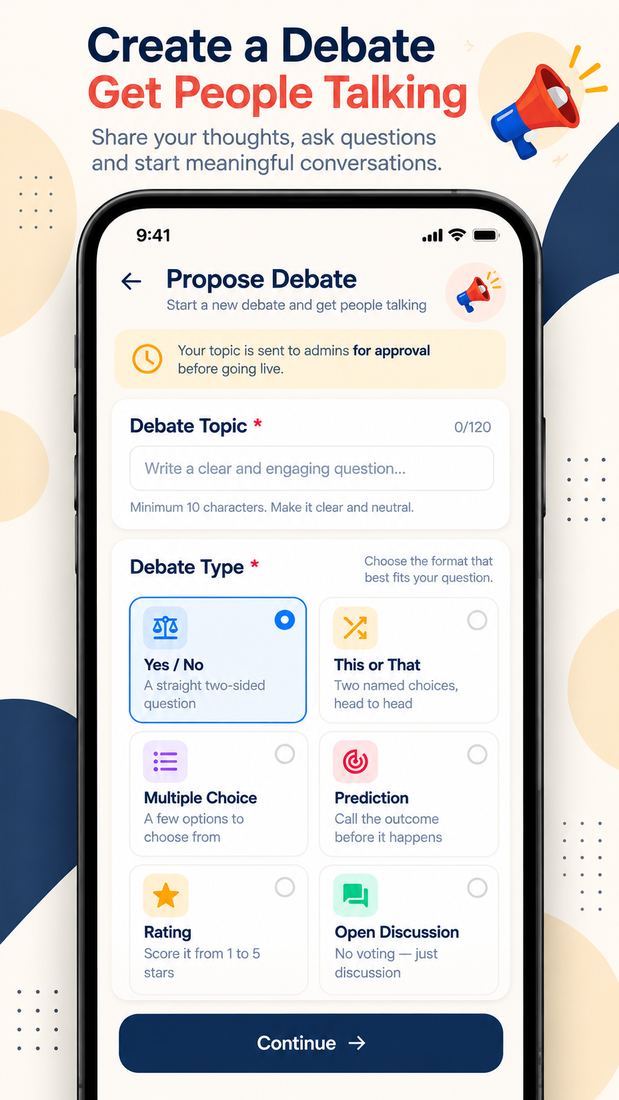 Create a Debate
Get People Talking
Share your thoughts, ask questions
and start meaningful conversations.
9:41
Propose Debate
Start a new debate and get people talking
Your topic is sent to admins for approval
before going live.
Debate Topic *
0/120
Write a clear and engaging question...
Minimum 10 characters. Make it clear and neutral.
Debate Type *
Choose the format that
best fits your question.
Yes / No
A straight two-sided
question
This or That
Two named choices,
head to head
Multiple Choice
A few options to
choose from
Prediction
Call the outcome
before it happens
Rating
Score it from 1 to 5
stars
Open Discussion
No voting — just
discussion
Continue →